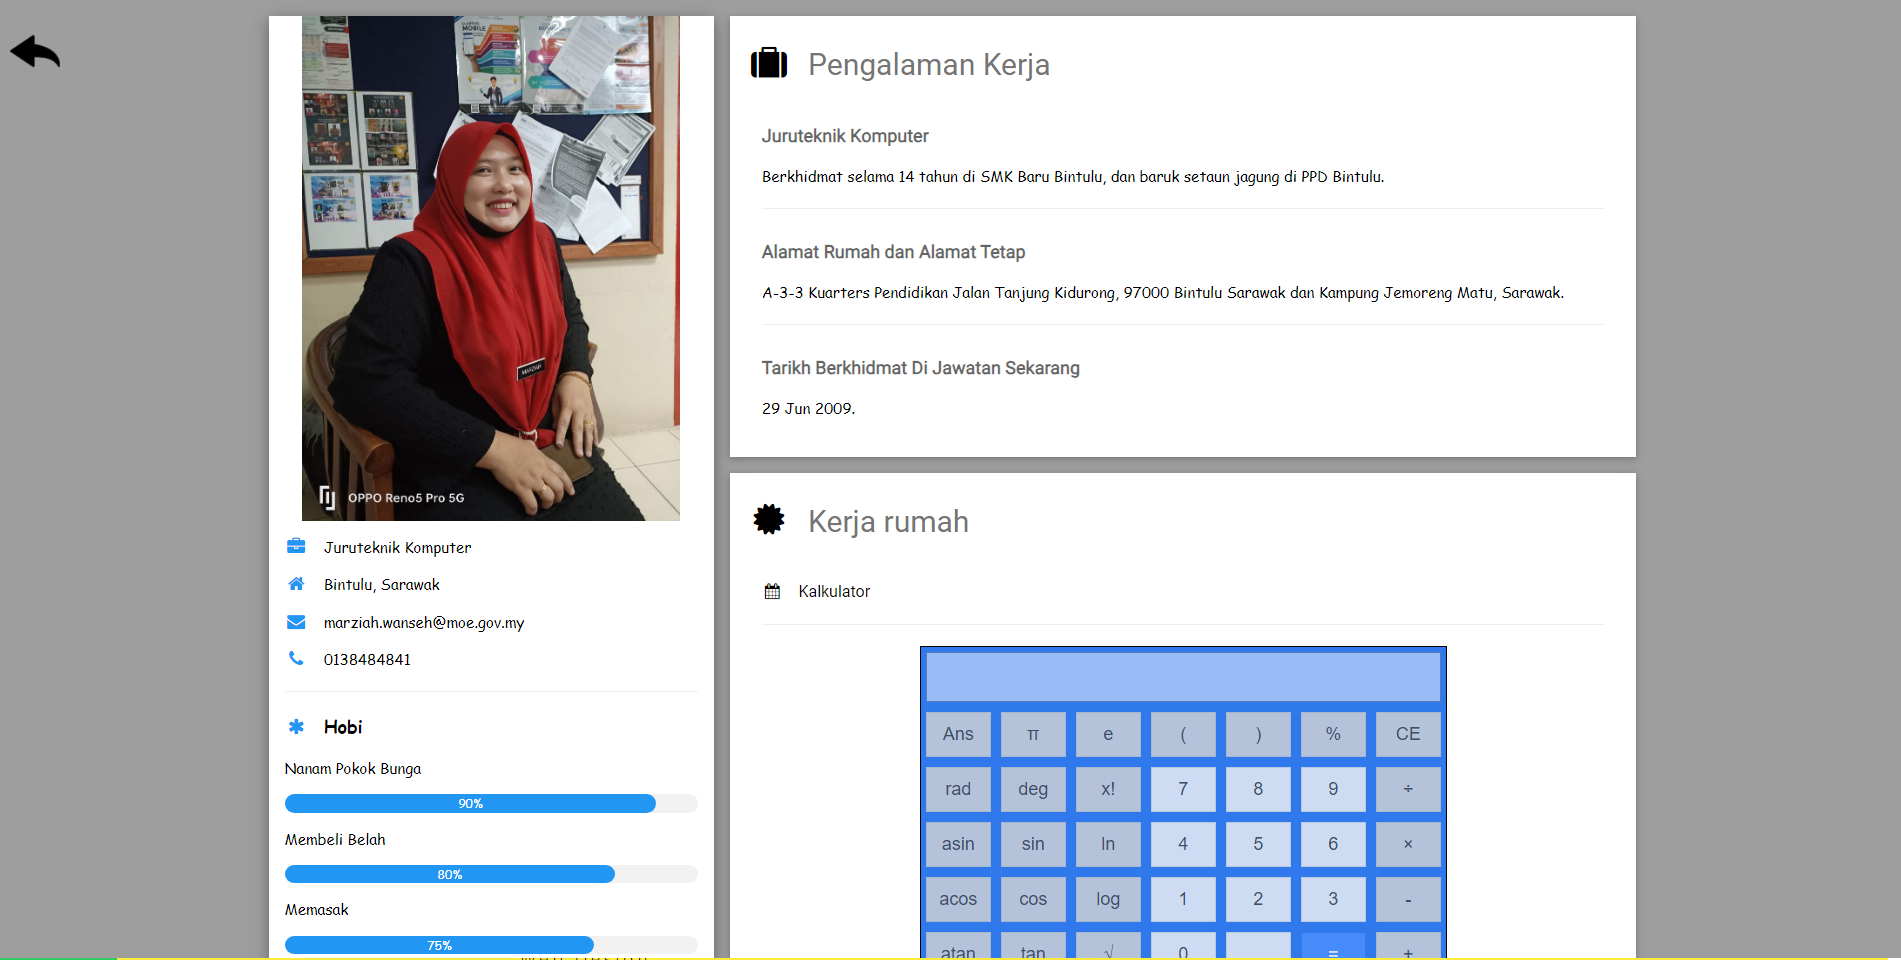 MOBILE
MARZIAH
OPPO Reno5 Pro 5G
Juruteknik Komputer
Bintulu, Sarawak
marziah.wanseh@moe.gov.my
0138484841
Hobi
Nanam Pokok Bunga
90%
Membeli Belah
80%
Memasak
75%
Pengalaman Kerja
Juruteknik Komputer
Berkhidmat selama 14 tahun di SMK Baru Bintulu, dan baruk setaun jagung di PPD Bintulu.
Alamat Rumah dan Alamat Tetap
A-3-3 Kuarters Pendidikan Jalan Tanjung Kidurong, 97000 Bintulu Sarawak dan Kampung Jemoreng Matu, Sarawak.
Tarikh Berkhidmat Di Jawatan Sekarang
29 Jun 2009.
Kerja rumah
Kalkulator
Ans π e ( ) % CE
rad deg x! 7 8 9 ÷
asin sin ln 4 5 6 ×
acos cos log 1 2 3 -
atan tan √ 0 = +